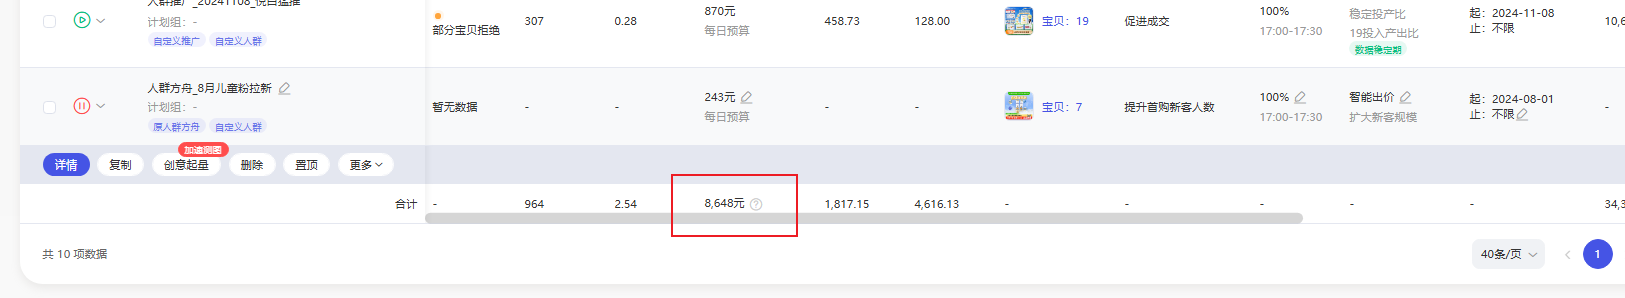 人群推广_20241108_悦白猛推
计划组：-
自定义推广 自定义人群
部分宝贝拒绝
307
0.28
870元
每日预算
458.73
128.00
宝贝：19
促进成交
100%
17:00-17:30
稳定投产比
19投入产出比
数据稳定期
起：2024-11-08
止：不限
10,6
人群方舟_8月儿童粉拉新
计划组：-
原人群方舟 自定义人群
暂无数据
-
-
243元
每日预算
-
-
宝贝：7
提升首购新客人数
100%
17:00-17:30
智能出价
扩大新客规模
起：2024-08-01
止：不限
-
加速测图
详情 复制 创意起量 删除 置顶 更多
合计 - 964 2.54 8,648元 1,817.15 4,616.13 - - - - - 34,3
共 10 项数据 40条/页 1